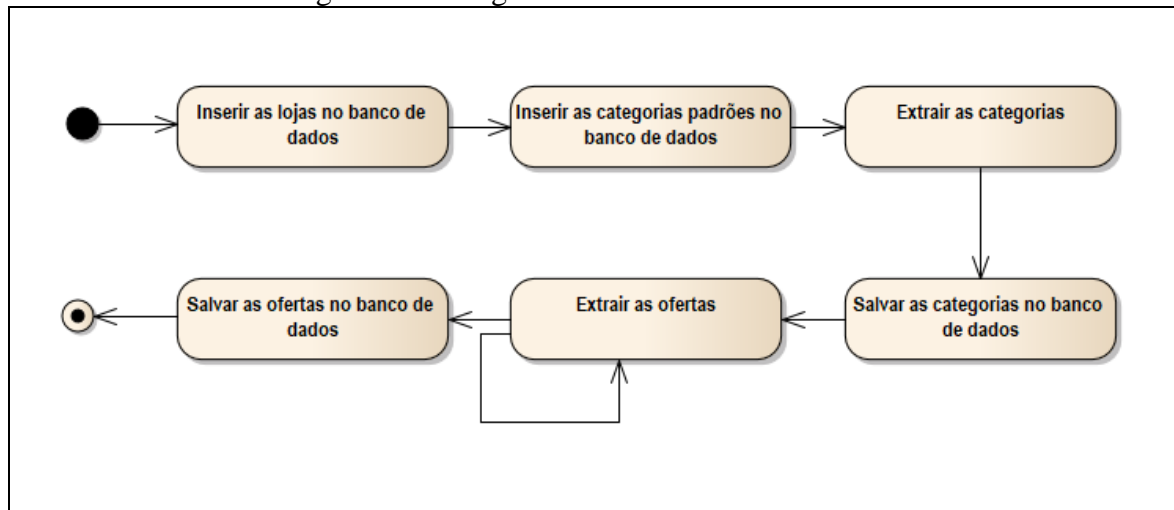 Inserir as lojas no banco de
dados
Inserir as categorias padrões no
banco de dados
Extrair as categorias
Salvar as ofertas no banco de
dados
Extrair as ofertas
Salvar as categorias no banco
de dados